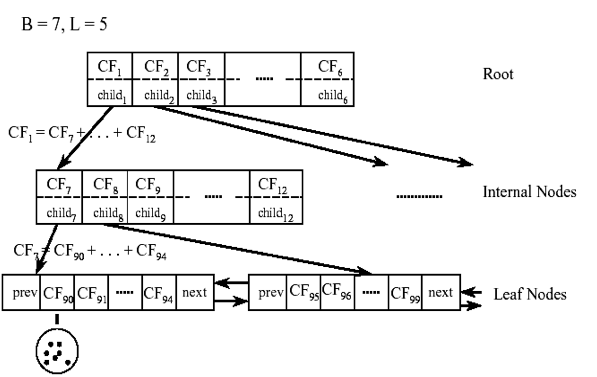 B = 7, L = 5
CF1 CF2 CF3 ..... CF6 Root
child1 child2 child3 child6
CF1 = CF7 + . . . + CF12
CF7 CF8 CF9 ..... CF12 ............. Internal Nodes
child7 child8 child9 child12
CF7 = CF90 + . . . + CF94
prev CF90 CF91 ..... CF94 next prev CF95 CF96 ..... CF99 next Leaf Nodes